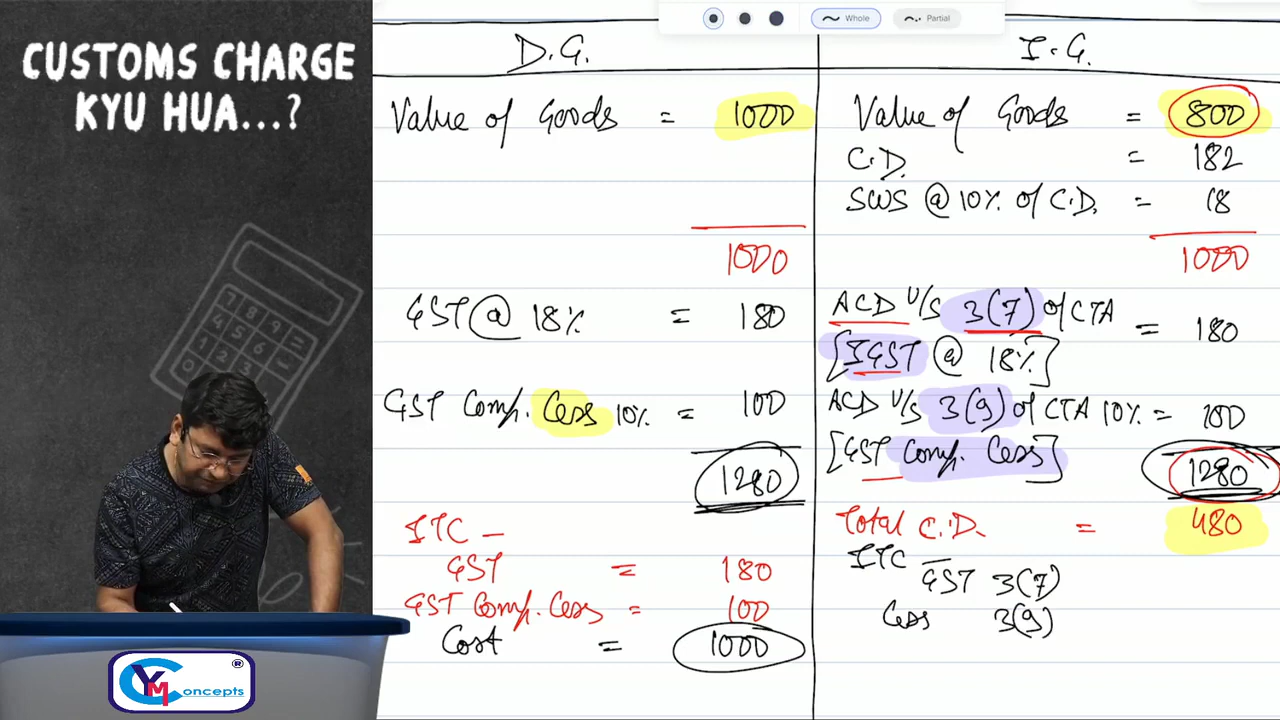 CUSTOMS CHARGE
KYU HUA...?
Whole
Partial
D.G.
Value of Goods = 1000
1000
GST @ 18% = 180
GST Comp. Cess 10% = 100
1280
ITC -
GST = 180
GST Comp. Cess = 100
Cost = 1000
I.G.
Value of Goods = 800
C.D. = 182
SWS @ 10% of C.D. = 18
1000
ACD u/s 3(7) of CTA = 180
[IGST @ 18%]
ACD u/s 3(9) of CTA 10% = 100
[GST Comp. Cess]
1280
Total C.D. = 480
ITC
GST 3(7)
Cess 3(9)
YM Concepts ®